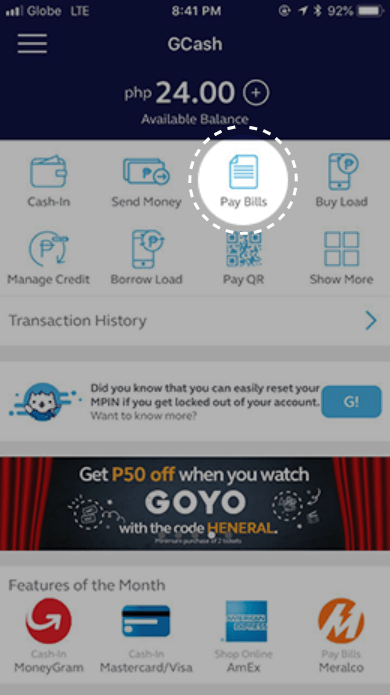 Globe LTE 8:41 PM 92%
GCash
php 24.00 +
Available Balance
Cash-In Send Money Pay Bills Buy Load
Manage Credit Borrow Load Pay QR Show More
Transaction History
Did you know that you can easily reset your
MPIN if you get locked out of your account.
Want to know more?
G!
Get P50 off when you watch
GOYO
with the code HENERAL.
Minimum purchase of 2 tickets
Features of the Month
AMERICAN
EXPRESS
Cash-In Cash-In Shop Online Pay Bills
MoneyGram Mastercard/Visa AmEx Meralco